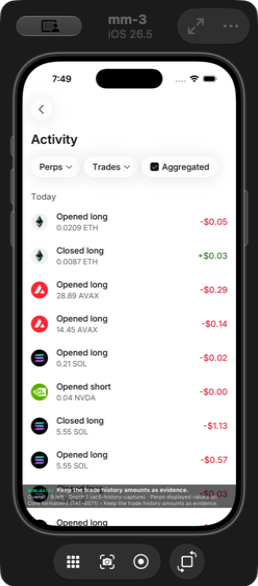 mm-3
iOS 26.5
7:49
Activity
Perps
Trades
Aggregated
Today
Opened long
-$0.05
0.0209 ETH
Closed long
+$0.03
0.0087 ETH
Opened long
-$0.29
28.89 AVAX
Opened long
-$0.14
14.45 AVAX
Opened long
-$0.02
0.21 SOL
Opened short
-$0.00
0.04 NVDA
Closed long
-$1.13
5.55 SOL
Opened long
-$0.57
5.55 SOL
Keep the trade history amounts as evidence.
-$0.03
Opened long